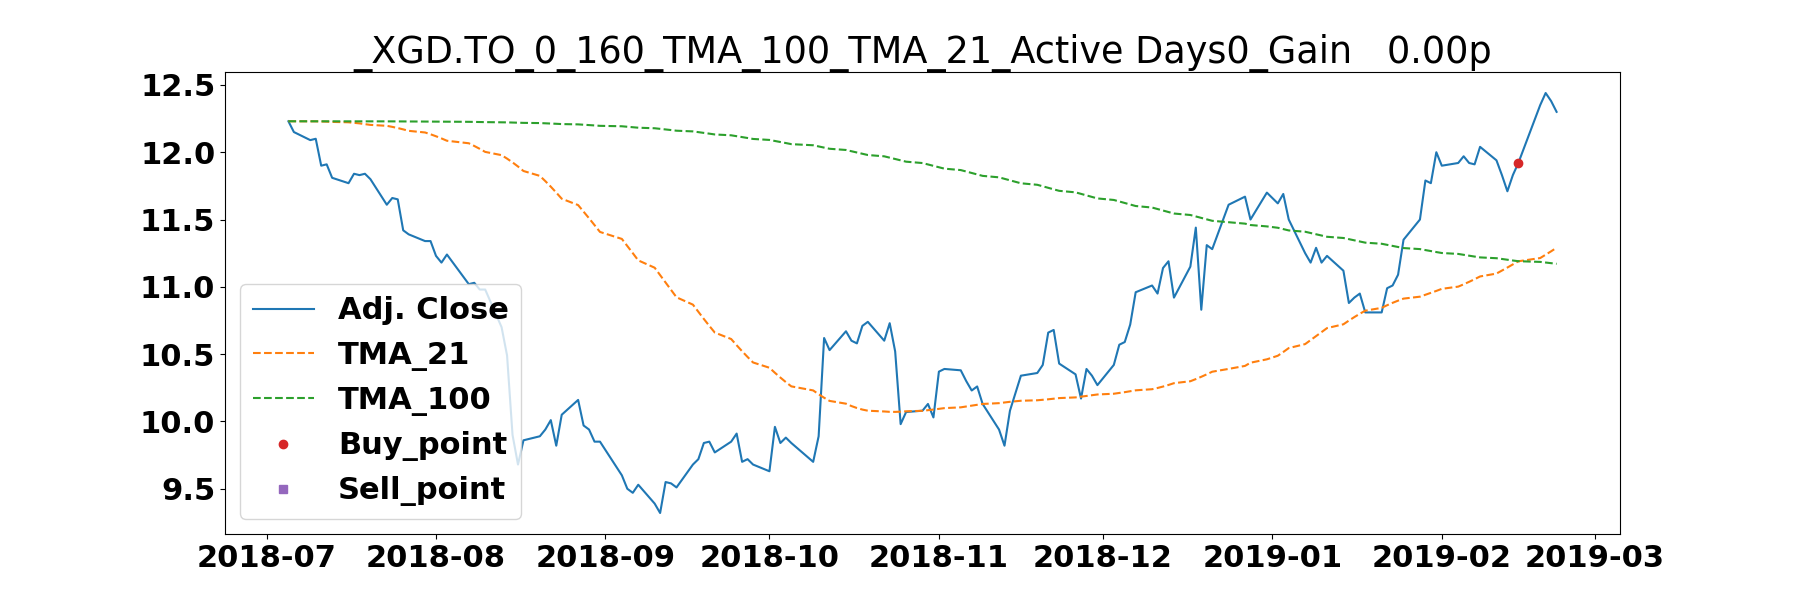 _XGD.TO_0_160_TMA_100_TMA_21_Active Days0_Gain   0.00p
12.5
12.0
11.5
11.0
10.5
10.0
9.5
Adj. Close
TMA_21
TMA_100
Buy_point
Sell_point
2018-07 2018-08 2018-09 2018-10 2018-11 2018-12 2019-01 2019-02 2019-03